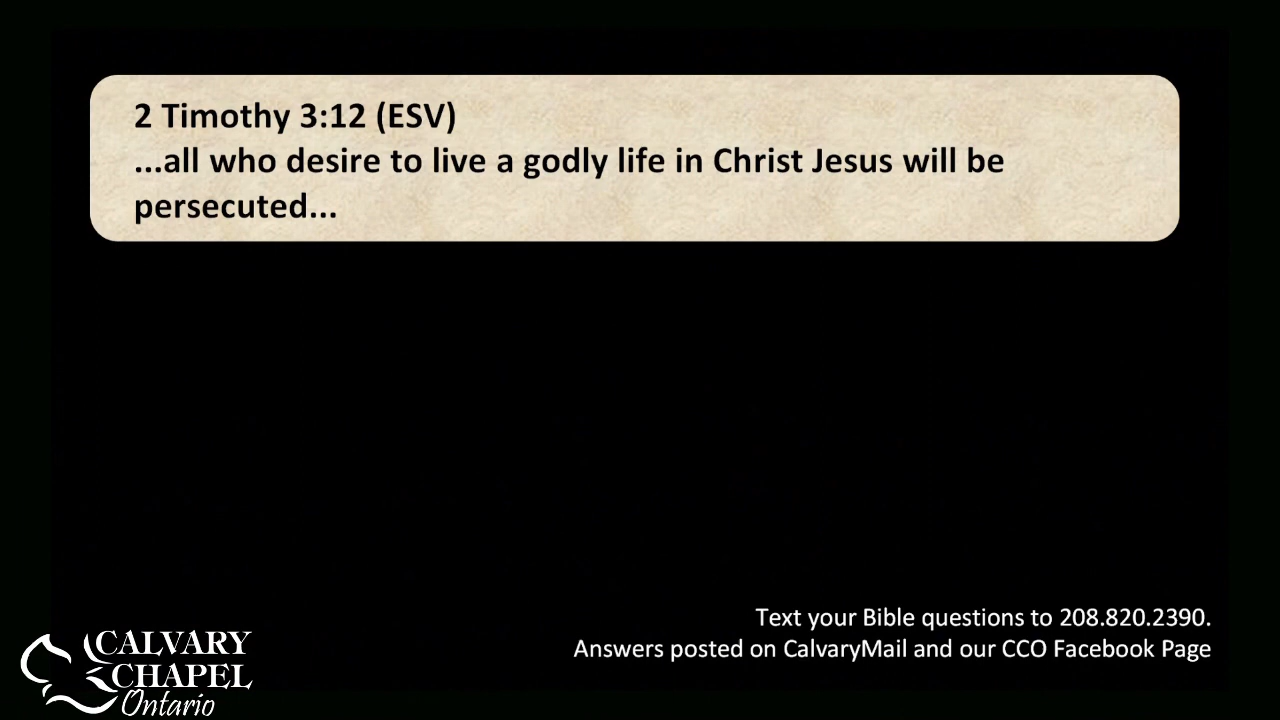 2 Timothy 3:12 (ESV)
...all who desire to live a godly life in Christ Jesus will be
persecuted...
Text your Bible questions to 208.820.2390.
Answers posted on CalvaryMail and our CCO Facebook Page
CALVARY
CHAPEL
Ontario